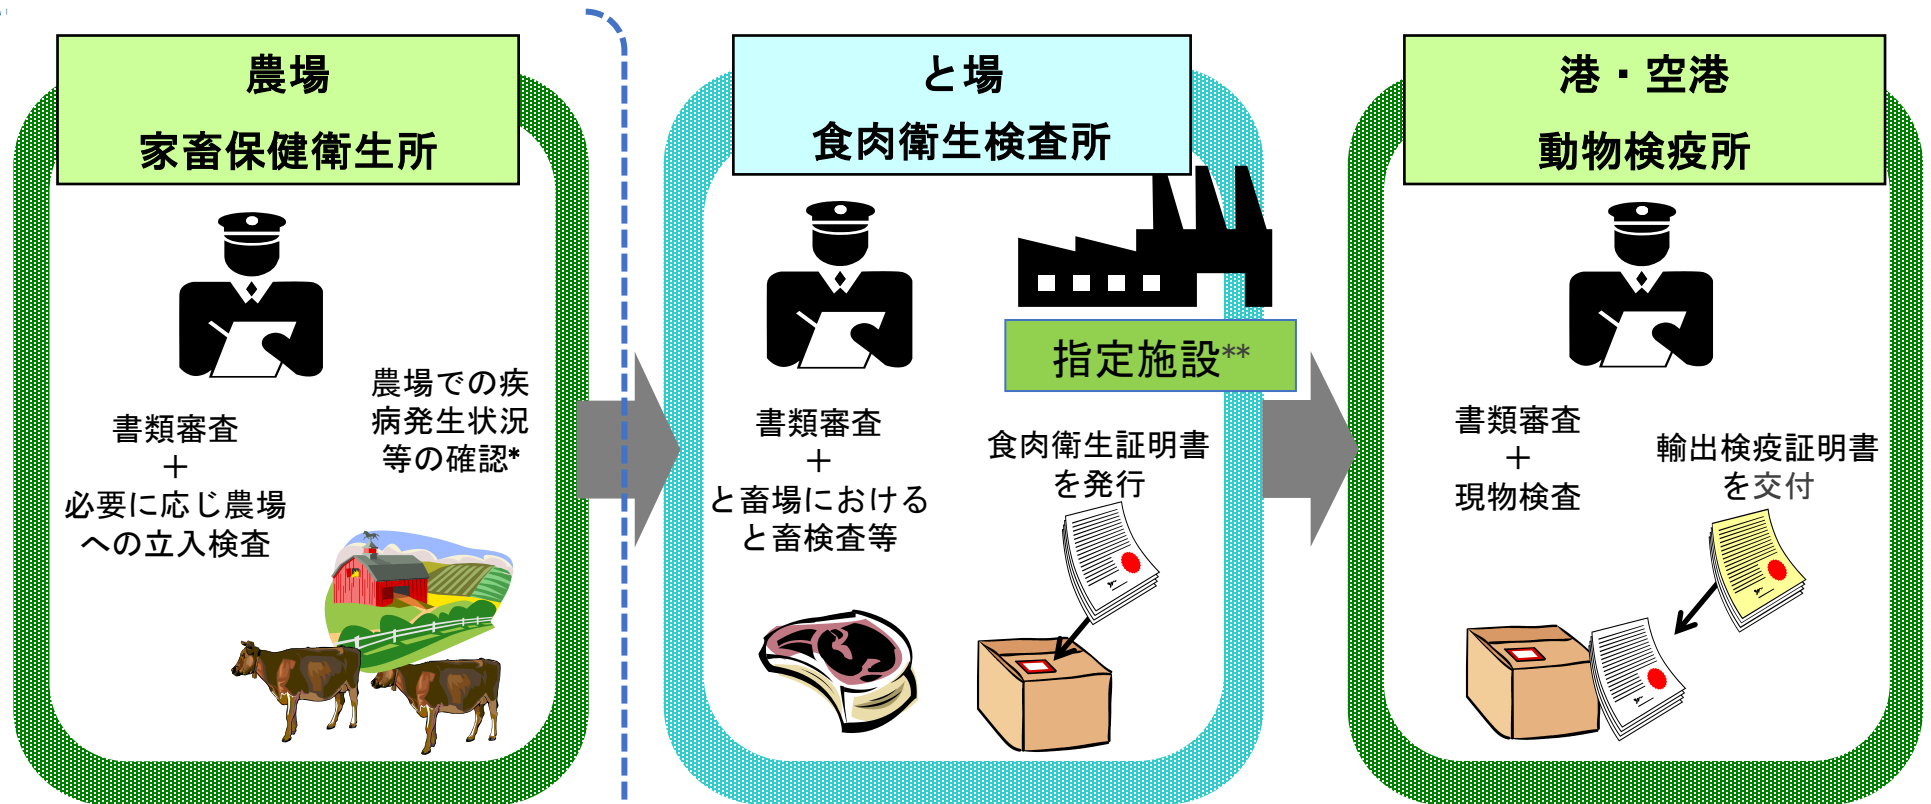 農場
家畜保健衛生所
農場での疾
病発生状況
等の確認*
書類審査
＋
必要に応じ農場
への立入検査
と場
食肉衛生検査所
指定施設**
書類審査
＋
と畜場における
と畜検査等
食肉衛生証明書
を発行
港・空港
動物検疫所
書類審査
＋
現物検査
輸出検疫証明書
を交付